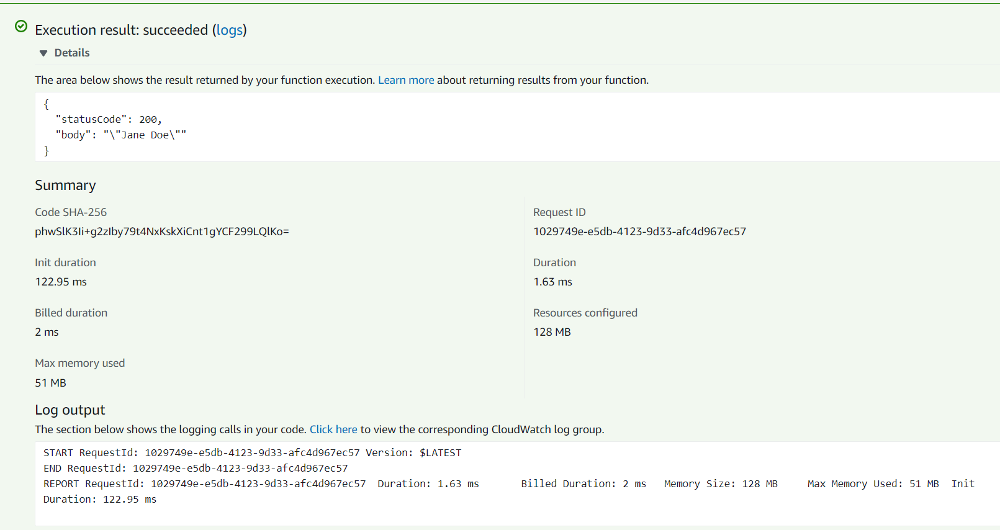 Execution result: succeeded (logs)
Details
The area below shows the result returned by your function execution. Learn more about returning results from your function.
{
  "statusCode": 200,
  "body": "\"Jane Doe\""
}
Summary
Code SHA-256
phwSlK3Ii+g2zIby79t4NxKskXiCnt1gYCF299LQlKo=
Request ID
1029749e-e5db-4123-9d33-afc4d967ec57
Init duration
122.95 ms
Duration
1.63 ms
Billed duration
2 ms
Resources configured
128 MB
Max memory used
51 MB
Log output
The section below shows the logging calls in your code. Click here to view the corresponding CloudWatch log group.
START RequestId: 1029749e-e5db-4123-9d33-afc4d967ec57 Version: $LATEST
END RequestId: 1029749e-e5db-4123-9d33-afc4d967ec57
REPORT RequestId: 1029749e-e5db-4123-9d33-afc4d967ec57  Duration: 1.63 ms  Billed Duration: 2 ms  Memory Size: 128 MB  Max Memory Used: 51 MB  Init
Duration: 122.95 ms